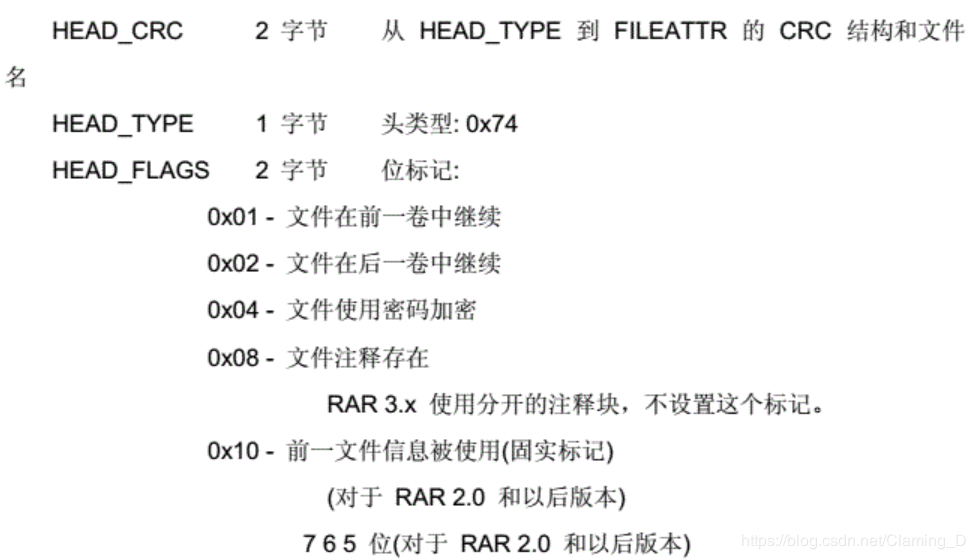 HEAD_CRC 2 字节 从 HEAD_TYPE 到 FILEATTR 的 CRC 结构和文件
名
HEAD_TYPE 1 字节 头类型: 0x74
HEAD_FLAGS 2 字节 位标记:
0x01 - 文件在前一卷中继续
0x02 - 文件在后一卷中继续
0x04 - 文件使用密码加密
0x08 - 文件注释存在
RAR 3.x 使用分开的注释块，不设置这个标记。
0x10 - 前一文件信息被使用(固实标记)
(对于 RAR 2.0 和以后版本)
7 6 5 位(对于 RAR 2.0 和以后版本)
https://blog.csdn.net/Claming_D